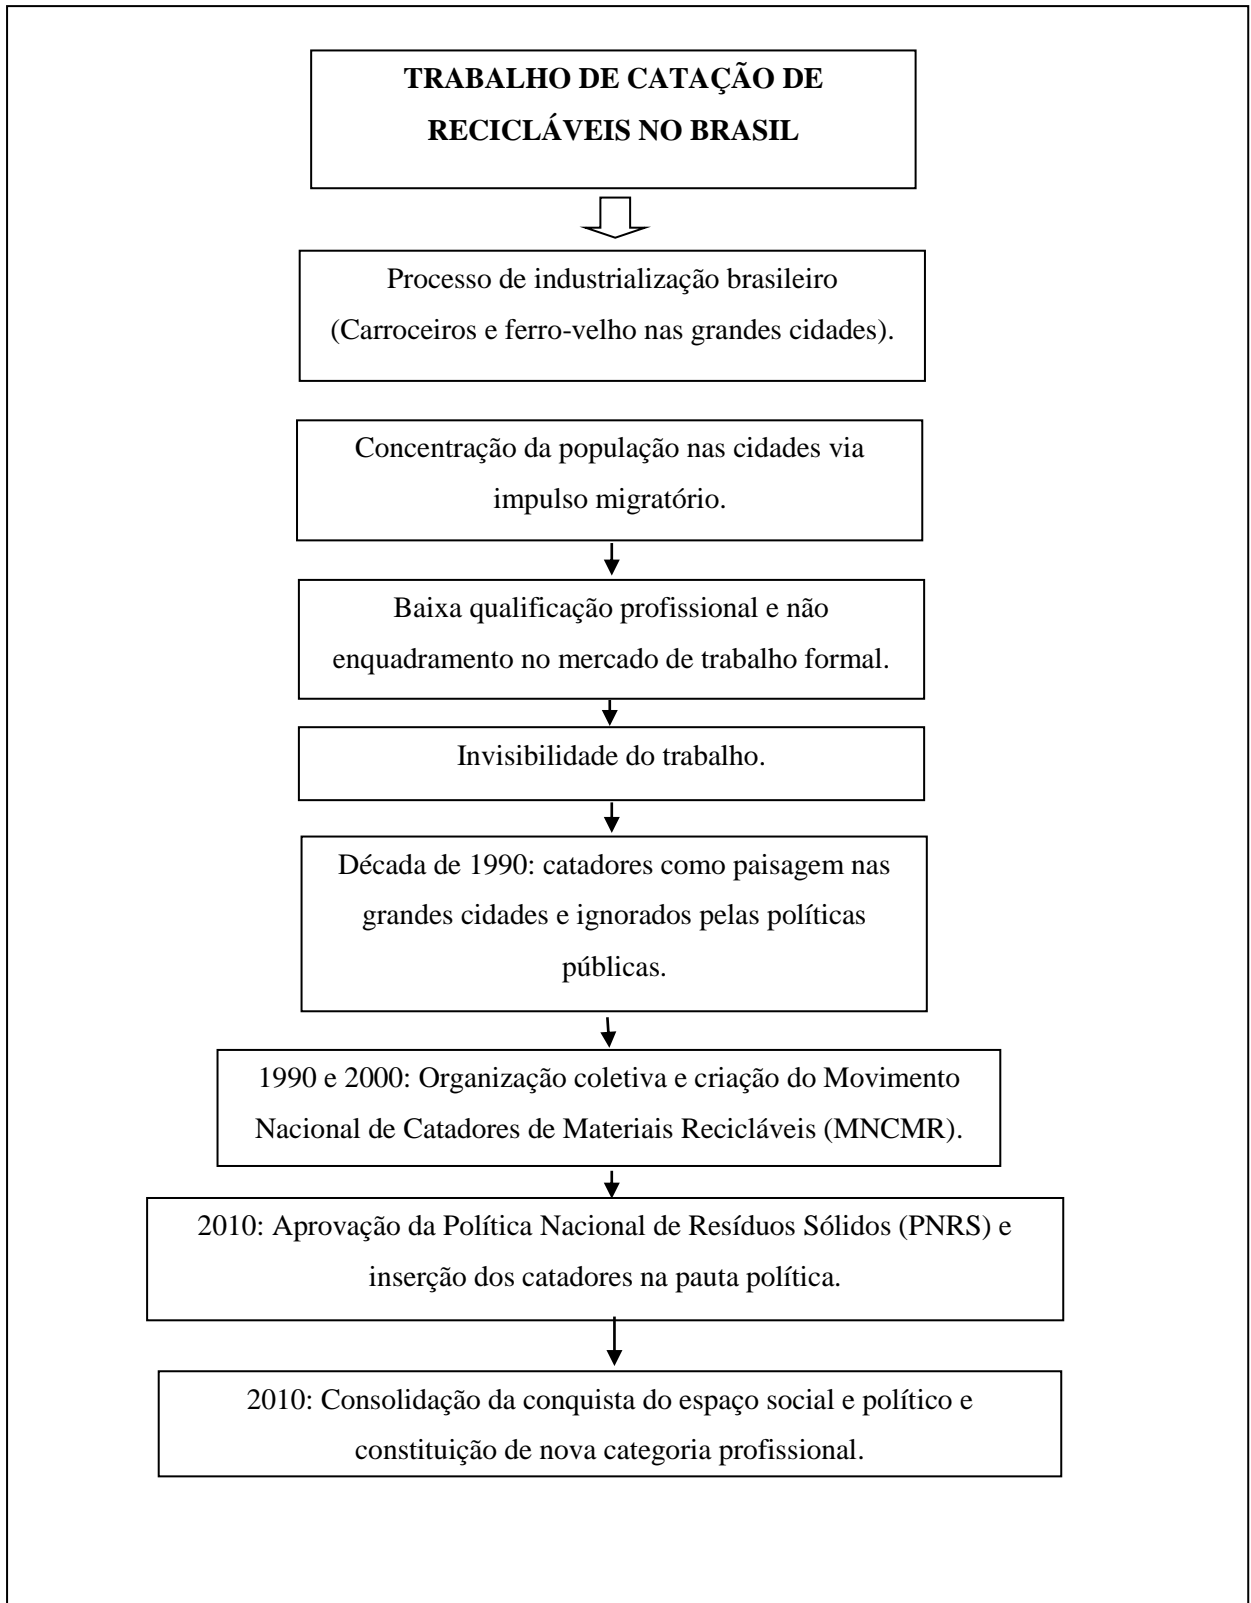 TRABALHO DE CATAÇÃO DE
RECICLÁVEIS NO BRASIL
Processo de industrialização brasileiro
(Carroceiros e ferro-velho nas grandes cidades).
Concentração da população nas cidades via
impulso migratório.
Baixa qualificação profissional e não
enquadramento no mercado de trabalho formal.
Invisibilidade do trabalho.
Década de 1990: catadores como paisagem nas
grandes cidades e ignorados pelas políticas
públicas.
1990 e 2000: Organização coletiva e criação do Movimento
Nacional de Catadores de Materiais Recicláveis (MNCMR).
2010: Aprovação da Política Nacional de Resíduos Sólidos (PNRS) e
inserção dos catadores na pauta política.
2010: Consolidação da conquista do espaço social e político e
constituição de nova categoria profissional.